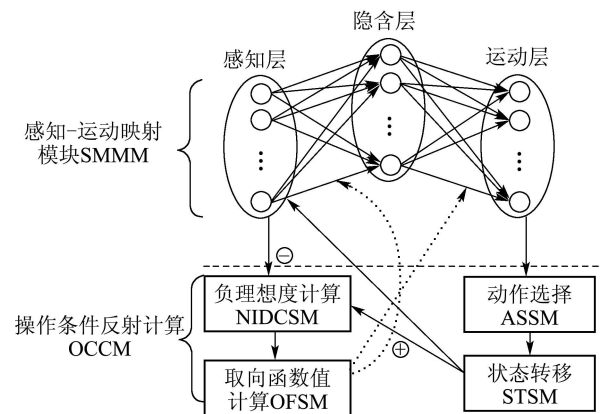 隐含层
感知层
运动层
感知-运动映射
模块SMMM
操作条件反射计算
OCCM
负理想度计算
NIDCSM
取向函数值
计算OFSM
动作选择
ASSM
状态转移
STSM